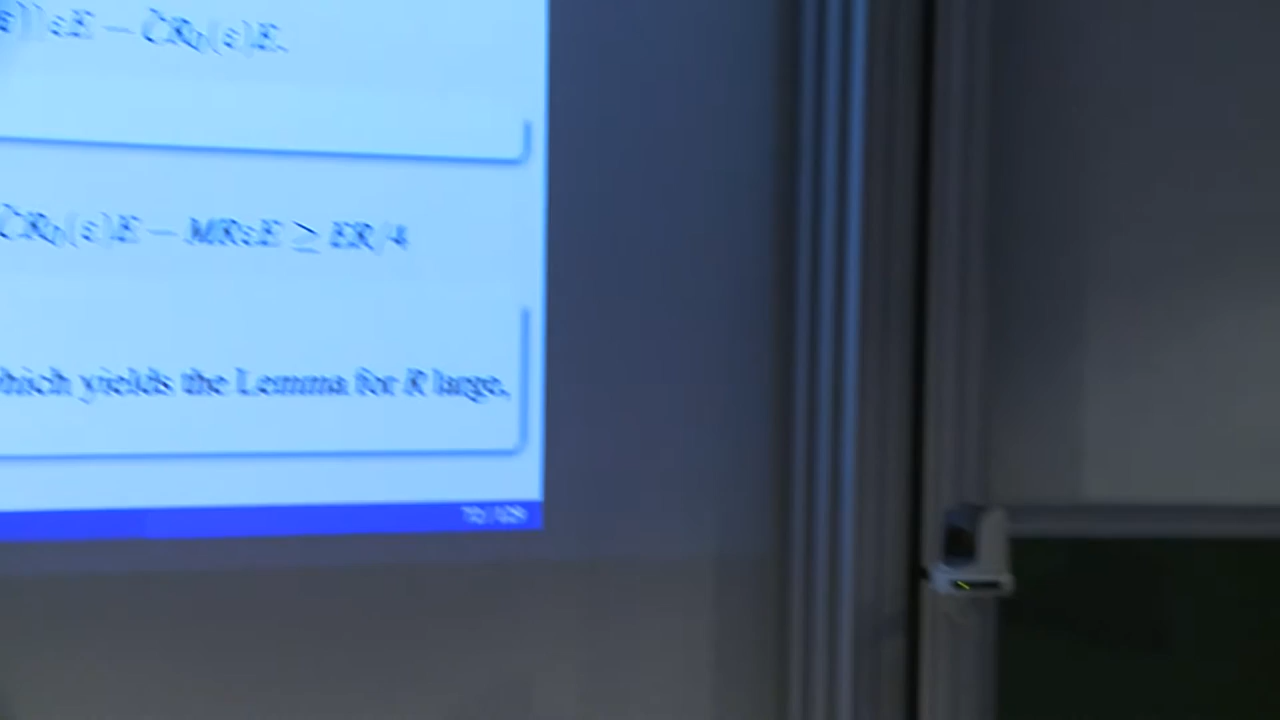 εE − CR₀(ε)E.
CR₀(ε)E − MRεE ≥ ER/4
which yields the Lemma for R large.